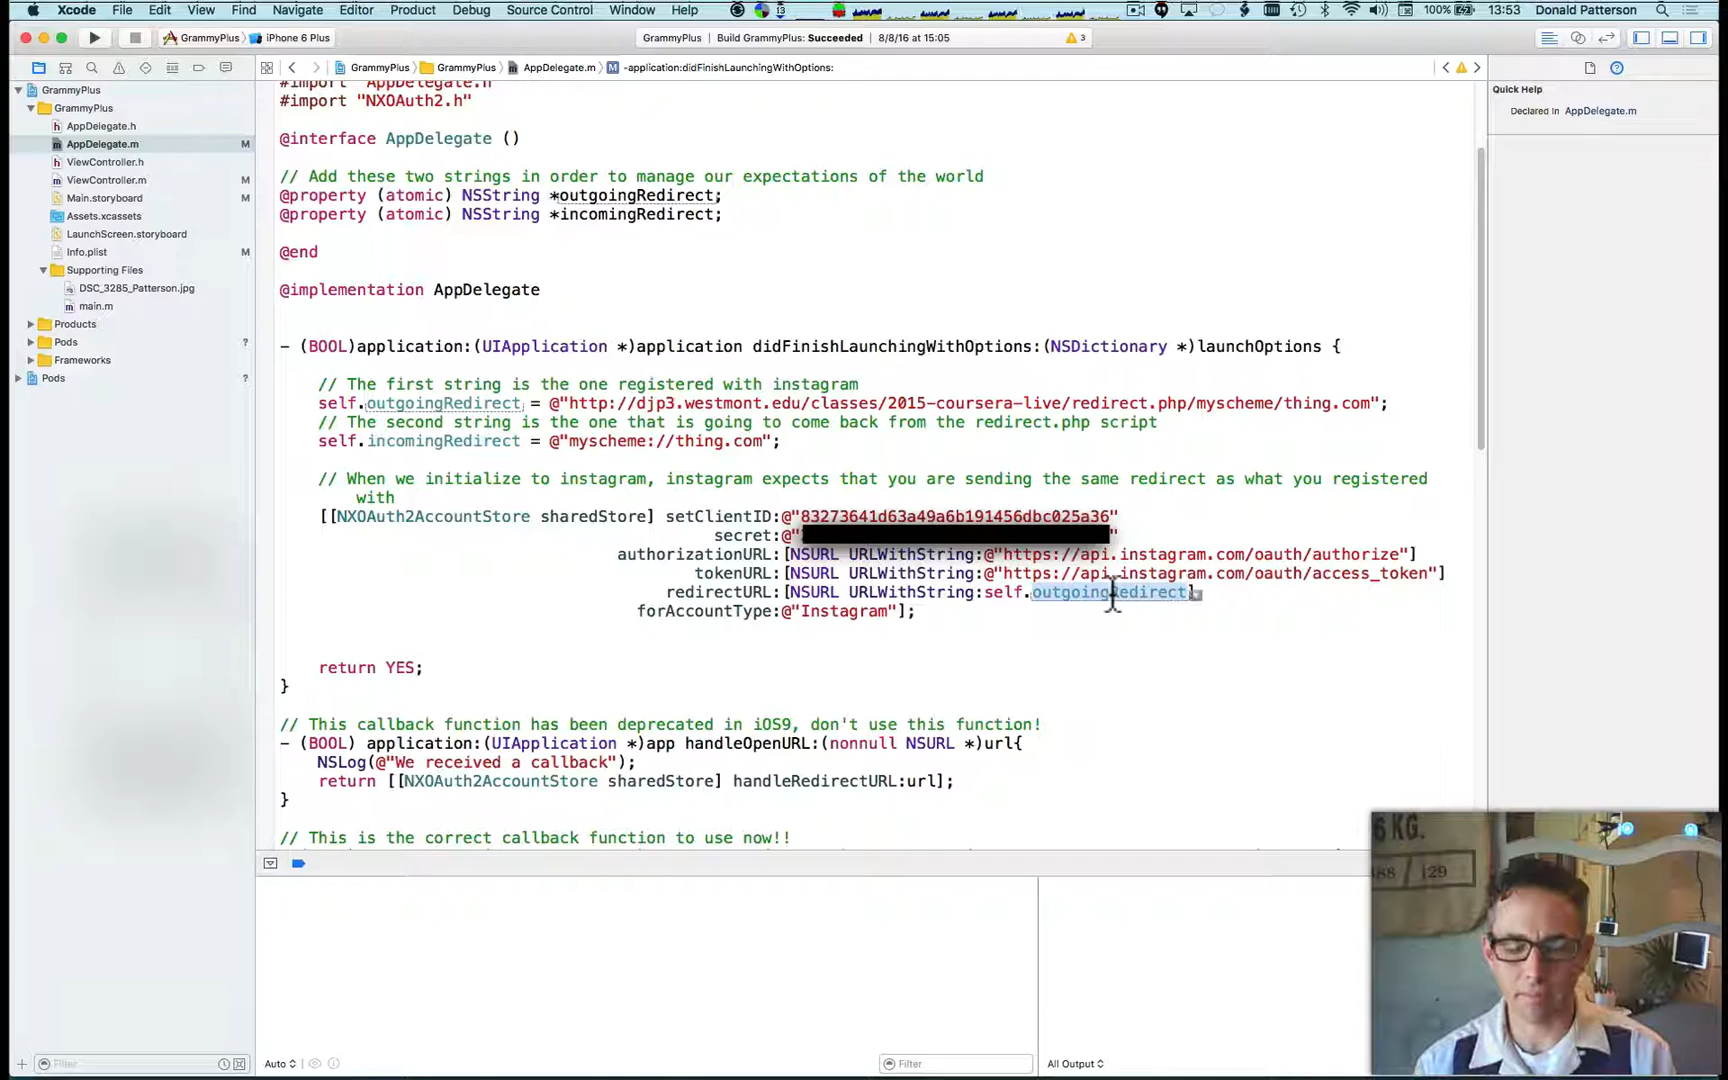 Xcode File Edit View Find Navigate Editor Product Debug Source Control Window Help 100% 13:53 Donald Patterson
GrammyPlus iPhone 6 Plus GrammyPlus Build GrammyPlus: Succeeded 8/8/16 at 15:05 3
GrammyPlus GrammyPlus AppDelegate.m -application:didFinishLaunchingWithOptions:
GrammyPlus
GrammyPlus
AppDelegate.h
AppDelegate.m M
ViewController.h
ViewController.m M
Main.storyboard M
Assets.xcassets
LaunchScreen.storyboard
Info.plist M
Supporting Files
DSC_3285_Patterson.jpg
main.m
Products
Pods ?
Frameworks
Pods ?
#import "AppDelegate.h"
#import "NXOAuth2.h"
@interface AppDelegate ()
// Add these two strings in order to manage our expectations of the world
@property (atomic) NSString *outgoingRedirect;
@property (atomic) NSString *incomingRedirect;
@end
@implementation AppDelegate
- (BOOL)application:(UIApplication *)application didFinishLaunchingWithOptions:(NSDictionary *)launchOptions {
// The first string is the one registered with instagram
self.outgoingRedirect = @"http://djp3.westmont.edu/classes/2015-coursera-live/redirect.php/myscheme/thing.com";
// The second string is the one that is going to come back from the redirect.php script
self.incomingRedirect = @"myscheme://thing.com";
// When we initialize to instagram, instagram expects that you are sending the same redirect as what you registered
with
[[NXOAuth2AccountStore sharedStore] setClientID:@"83273641d63a49a6b191456dbc025a36"
secret:@" "
authorizationURL:[NSURL URLWithString:@"https://api.instagram.com/oauth/authorize"]
tokenURL:[NSURL URLWithString:@"https://api.instagram.com/oauth/access_token"]
redirectURL:[NSURL URLWithString:self.outgoingRedirect]
forAccountType:@"Instagram"];
return YES;
}
// This callback function has been deprecated in iOS9, don't use this function!
- (BOOL) application:(UIApplication *)app handleOpenURL:(nonnull NSURL *)url{
NSLog(@"We received a callback");
return [[NXOAuth2AccountStore sharedStore] handleRedirectURL:url];
}
// This is the correct callback function to use now!!
Quick Help
Declared In AppDelegate.m
6 KG.
488 / 129
Filter
Auto
Filter
All Output